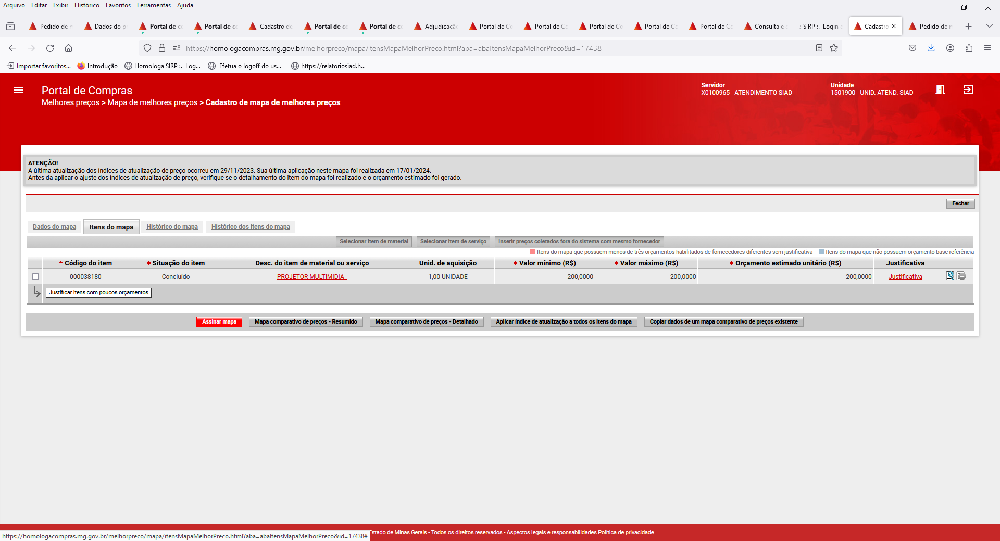 Arquivo Editar Exibir Histórico Favoritos Ferramentas Ajuda
Pedido de Dados do Portal de Portal de Cadastro de Portal de Portal de Adjudicação Portal de Portal de Portal de Portal de Portal de Consulta e .: SIRP :. Login Cadastro Pedido de
https://homologacompras.mg.gov.br/melhorpreco/mapa/itensMapaMelhorPreco.html?aba=abaItensMapaMelhorPreco&id=17438
Importar favoritos... Introdução Homologa SIRP :. Log... Efetua o logoff do us... https://relatoriosiad.h...
Portal de Compras
Melhores preços > Mapa de melhores preços > Cadastro de mapa de melhores preços
Servidor
X0100965 - ATENDIMENTO SIAD
Unidade
1501900 - UNID. ATEND. SIAD
ATENÇÃO!
A última atualização dos índices de atualização de preço ocorreu em 29/11/2023. Sua última aplicação neste mapa foi realizada em 17/01/2024.
Antes da aplicar o ajuste dos índices de atualização de preço, verifique se o detalhamento do item do mapa foi realizado e o orçamento estimado foi gerado.
Fechar
Dados do mapa Itens do mapa Histórico do mapa Histórico dos itens do mapa
Selecionar item de material Selecionar item de serviço Inserir preços coletados fora do sistema com mesmo fornecedor
Itens do mapa que possuem menos de três orçamentos habilitados de fornecedores diferentes sem justificativa Itens do mapa que não possuem orçamento base referência
Código do item Situação do item Desc. do item de material ou serviço Unid. de aquisição Valor mínimo (R$) Valor máximo (R$) Orçamento estimado unitário (R$) Justificativa
000038180 Concluído PROJETOR MULTIMIDIA - 1,00 UNIDADE 200,0000 200,0000 200,0000 Justificativa
Justificar itens com poucos orçamentos
Assinar mapa Mapa comparativo de preços - Resumido Mapa comparativo de preços - Detalhado Aplicar índice de atualização a todos os itens do mapa Copiar dados de um mapa comparativo de preços existente
Estado de Minas Gerais - Todos os direitos reservados - Aspectos legais e responsabilidades Política de privacidade
https://homologacompras.mg.gov.br/melhorpreco/mapa/itensMapaMelhorPreco.html?aba=abaItensMapaMelhorPreco&id=17438#